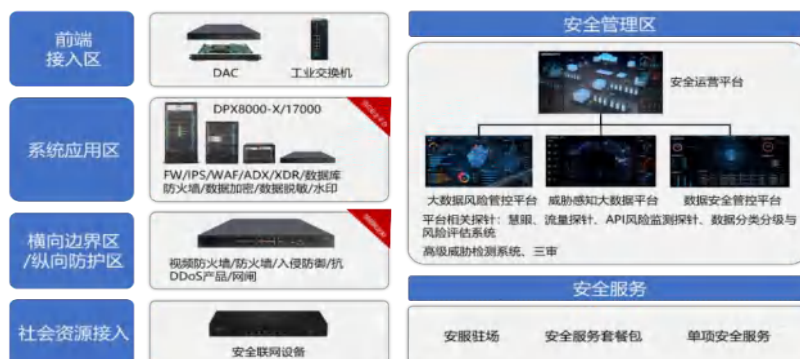 前端
接入区
DAC
工业交换机
系统应用区
DPX8000-X/17000
FW/IPS/WAF/ADX/XDR/数据库
防火墙/数据加密/数据脱敏/水印
横向边界区
/纵向防护区
视频防火墙/防火墙/入侵防御/抗
DDoS产品/网闸
社会资源接入
安全联网设备
安全管理区
安全运营平台
大数据风险管控平台
威胁感知大数据平台
数据安全管控平台
平台相关探针：慧眼、流量探针、API风险监测探针、数据分类分级与
风险评估系统
高级威胁检测系统、三审
安全服务
安服驻场
安全服务套餐包
单项安全服务